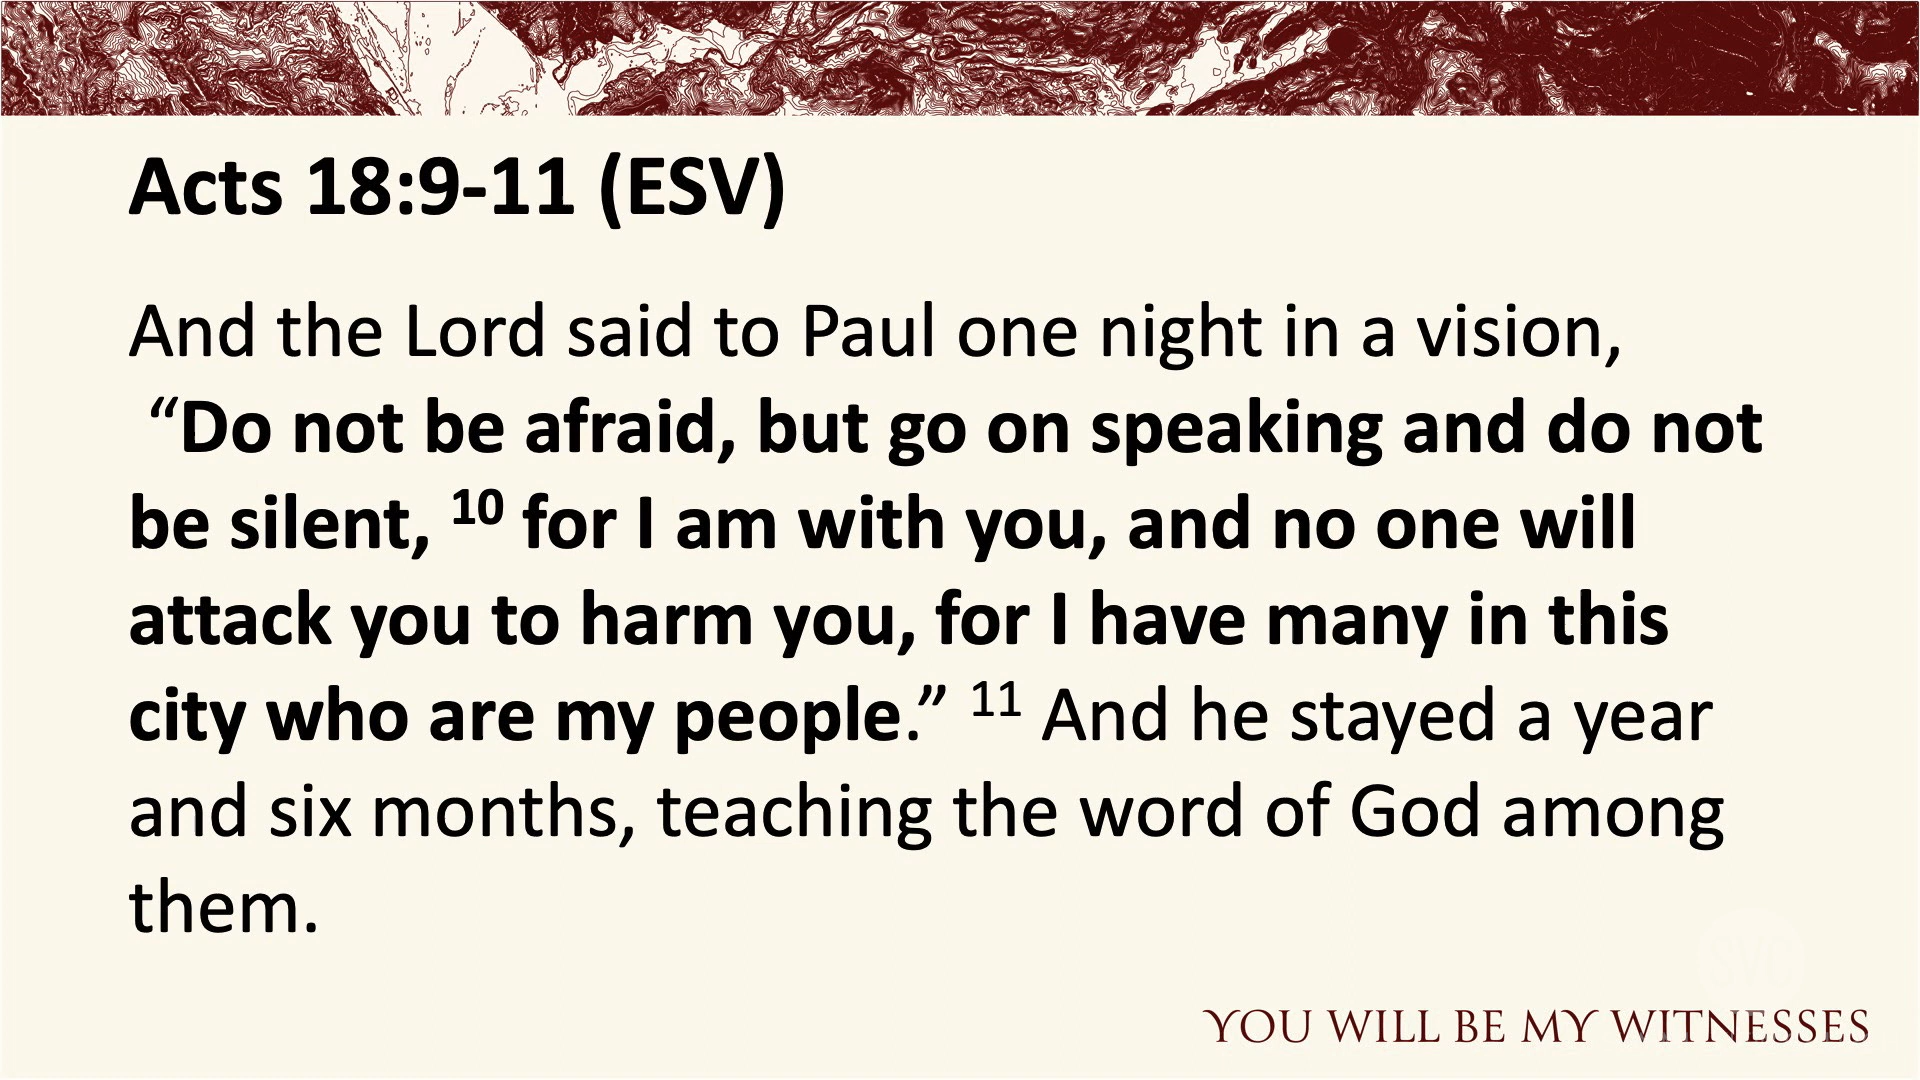 Acts 18:9-11 (ESV)
And the Lord said to Paul one night in a vision,
“Do not be afraid, but go on speaking and do not
be silent, 10 for I am with you, and no one will
attack you to harm you, for I have many in this
city who are my people.” 11 And he stayed a year
and six months, teaching the word of God among
them.
SVC
YOU WILL BE MY WITNESSES